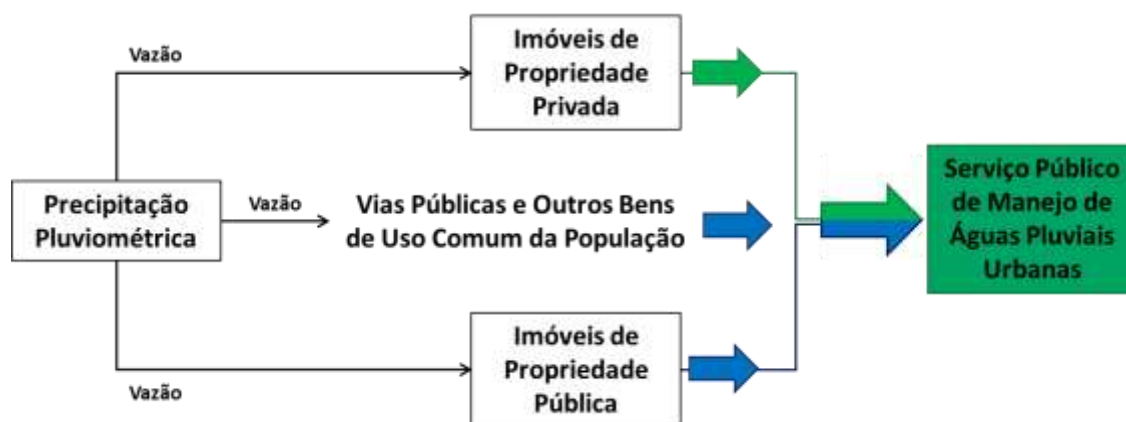 Vazão
Imóveis de
Propriedade
Privada
Precipitação
Pluviométrica
Vazão
Vias Públicas e Outros Bens
de Uso Comum da População
Serviço Público
de Manejo de
Águas Pluviais
Urbanas
Vazão
Imóveis de
Propriedade
Pública